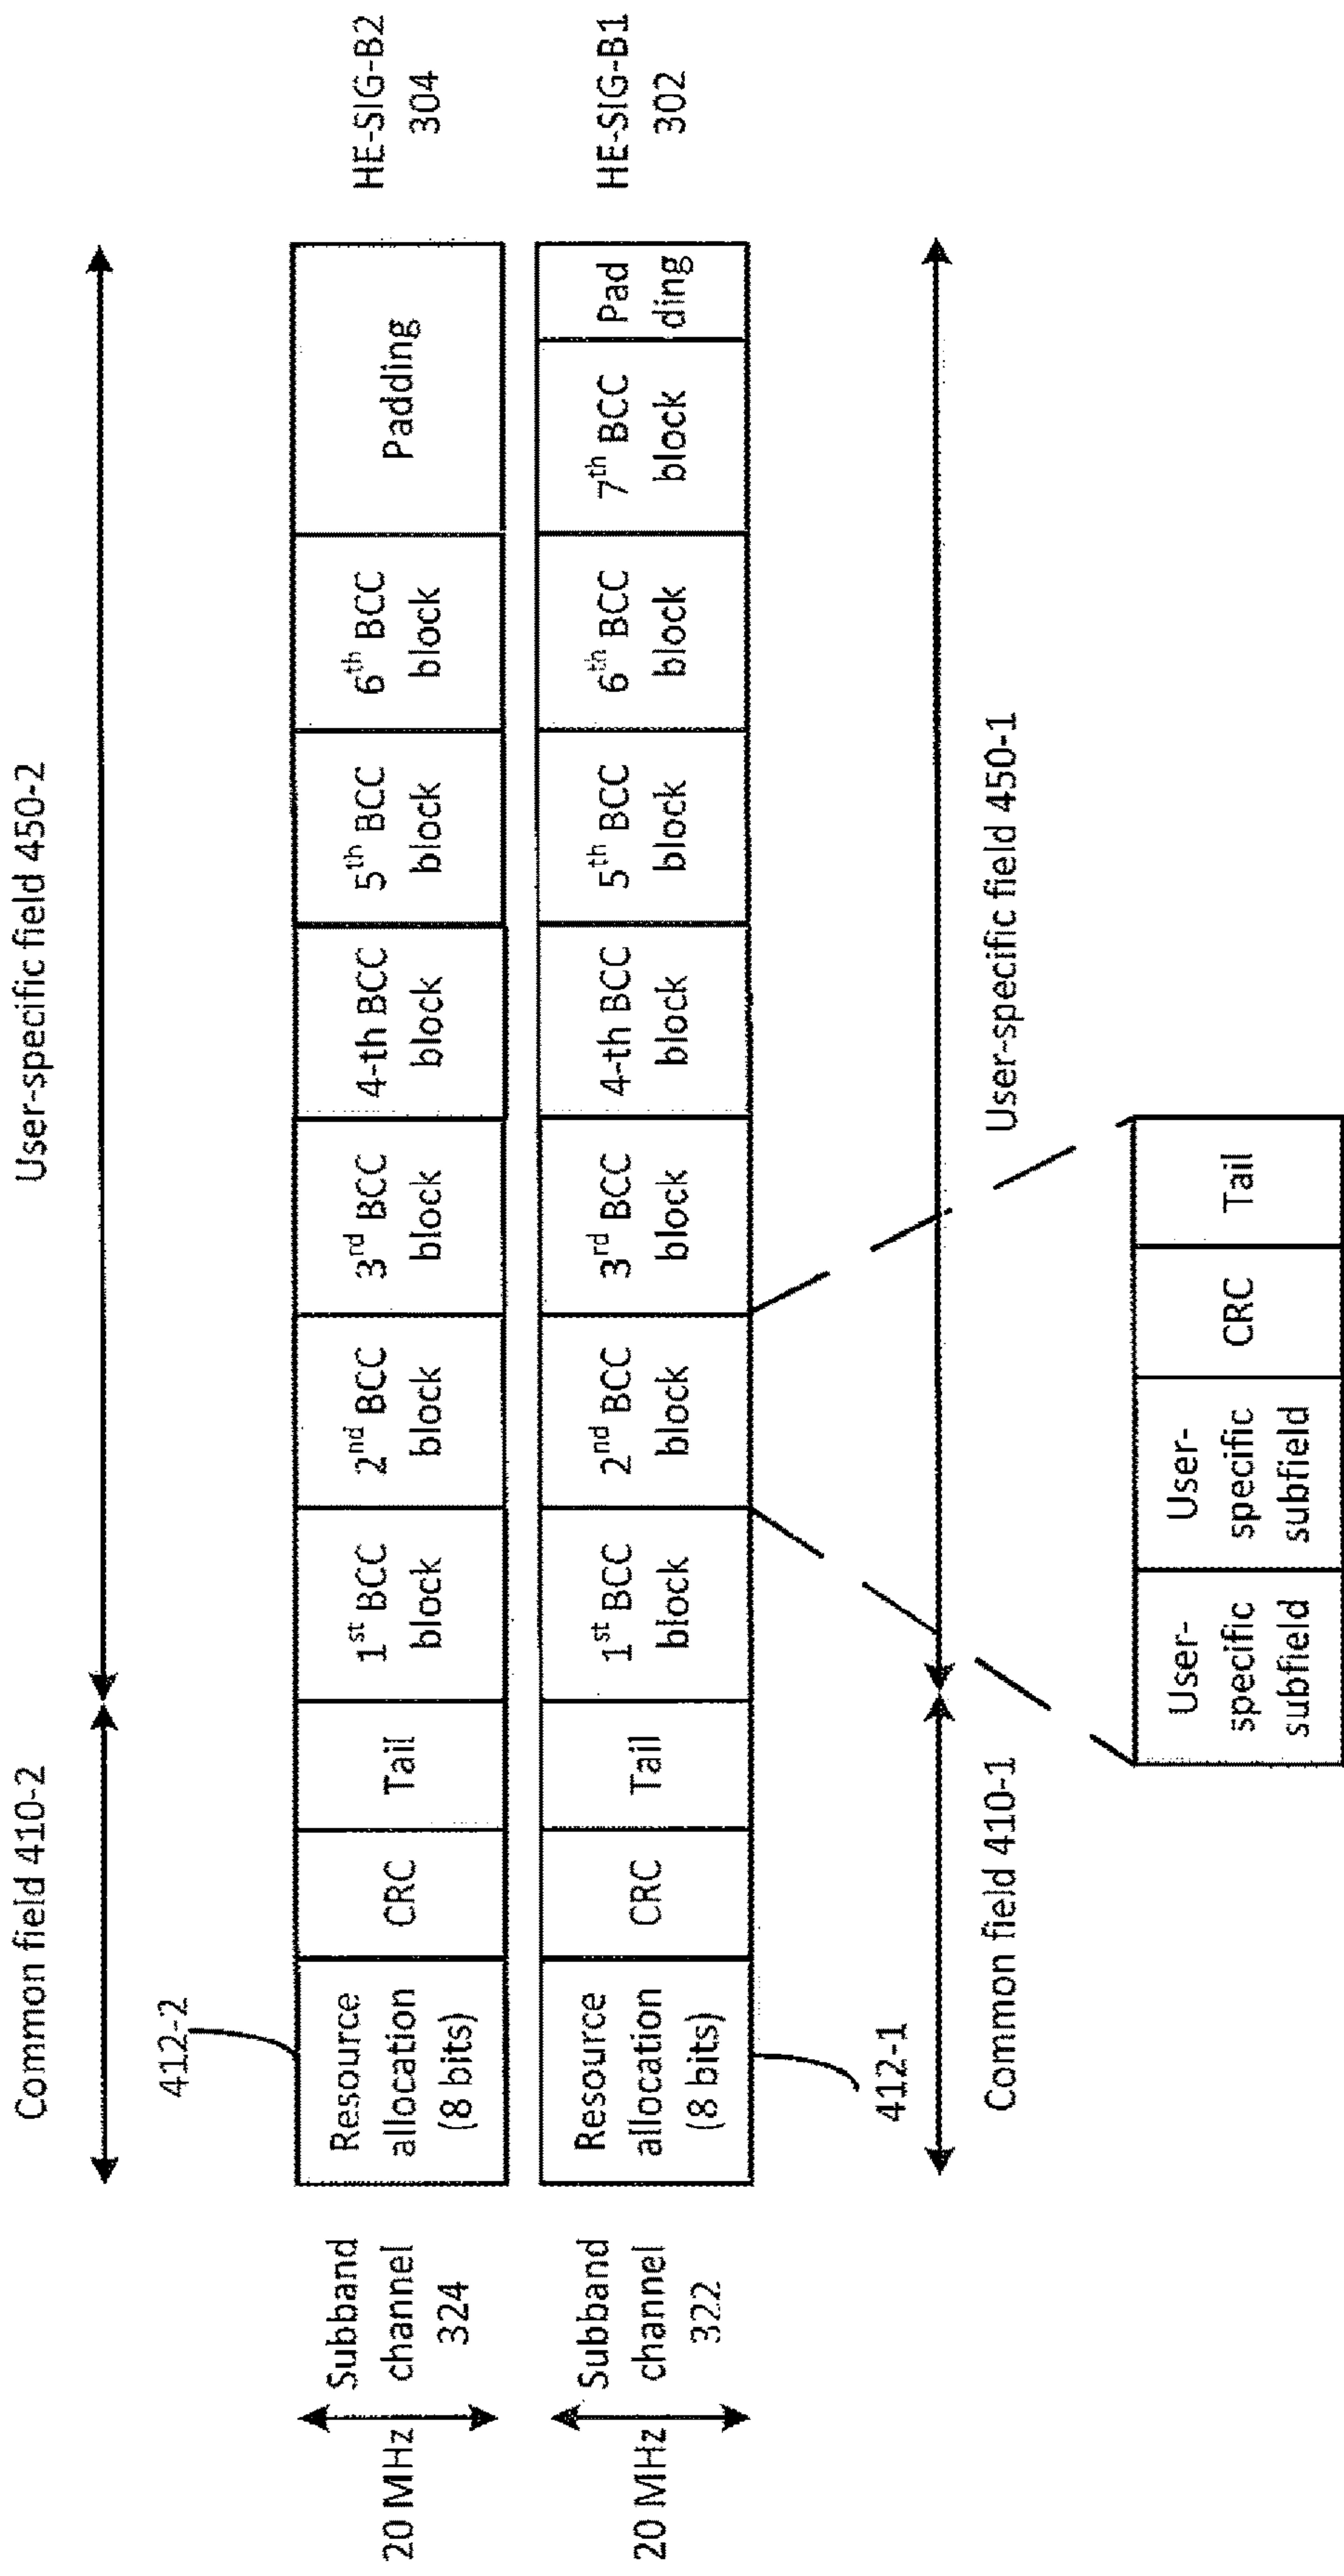 Common field 410-2
User-specific field 450-2
412-2
20 MHz
Subband
channel
324
Resource
allocation
(8 bits)
CRC
Tail
1st BCC
block
2nd BCC
block
3rd BCC
block
4-th BCC
block
5th BCC
block
6th BCC
block
Padding
HE-SIG-B2
304
20 MHz
Subband
channel
322
Resource
allocation
(8 bits)
CRC
Tail
1st BCC
block
2nd BCC
block
3rd BCC
block
4-th BCC
block
5th BCC
block
6th BCC
block
7th BCC
block
Pad
ding
HE-SIG-B1
302
412-1
Common field 410-1
User-specific field 450-1
User-
specific
subfield
User-
specific
subfield
CRC
Tail